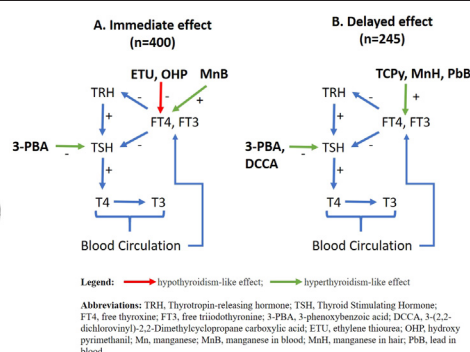 A. Immediate effect
(n=400)
B. Delayed effect
(n=245)
ETU, OHP
MnB
TRH
-
-
+
+
FT4, FT3
3-PBA
-
TSH
-
+
T4
T3
Blood Circulation
TCPy, MnH, PbB
TRH
-
+
+
FT4, FT3
3-PBA,
DCCA
-
TSH
-
+
T4
T3
Blood Circulation
Legend: hypothyroidism-like effect; hyperthyroidism-like effect
Abbreviations: TRH, Thyrotropin-releasing hormone; TSH, Thyroid Stimulating Hormone;
FT4, free thyroxine; FT3, free triiodothyronine; 3-PBA, 3-phenoxybenzoic acid; DCCA, 3-(2,2-
dichlorovinyl)-2,2-Dimethylcyclopropane carboxylic acid; ETU, ethylene thiourea; OHP, hydroxy
pyrimethanil; Mn, manganese; MnB, manganese in blood; MnH, manganese in hair; PbB, lead in
blood